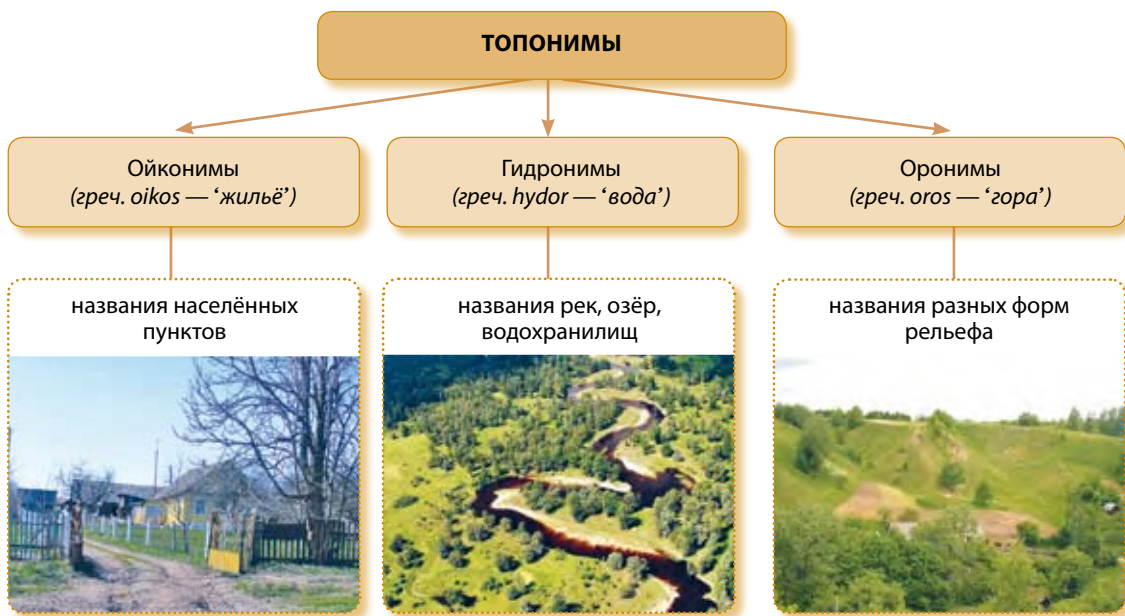 ТОПОНИМЫ
Ойконимы
(греч. oikos — ‘жильё’)
Гидронимы
(греч. hydor — ‘вода’)
Оронимы
(греч. oros — ‘гора’)
названия населённых
пунктов
названия рек, озёр,
водохранилищ
названия разных форм
рельефа